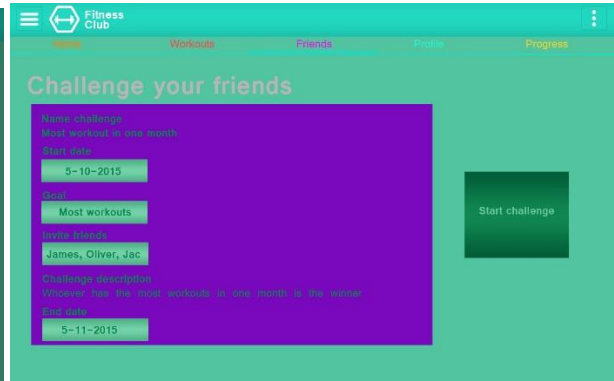 Fitness
Club
Home Workouts Friends Profile Progress
Challenge your friends
Name challenge
Most workout in one month
Start date
5-10-2015
Goal
Most workouts
Invite friends
James, Oliver, Jac
Challenge description
Whoever has the most workouts in one month is the winner
End date
5-11-2015
Start challenge